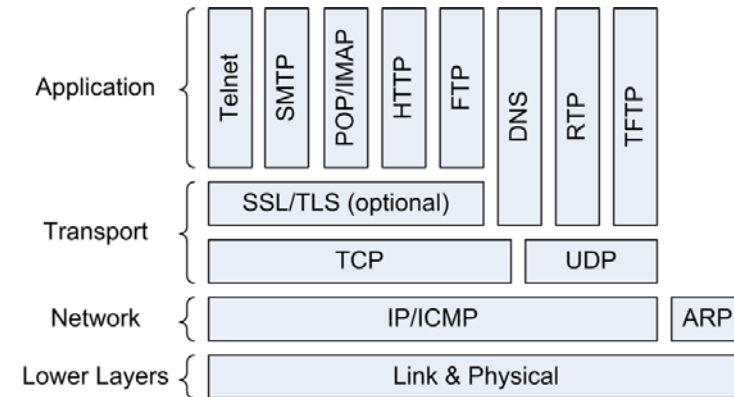 Application
Telnet
SMTP
POP/IMAP
HTTP
FTP
DNS
RTP
TFTP
Transport
SSL/TLS (optional)
TCP
UDP
Network
IP/ICMP
ARP
Lower Layers
Link & Physical